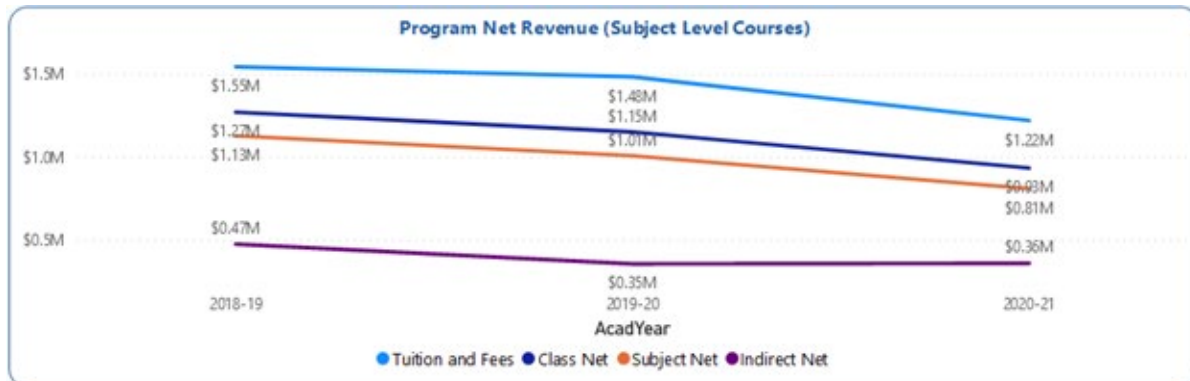 Program Net Revenue (Subject Level Courses)
$1.5M
$1.55M
$1.48M
$1.15M
$1.27M
$1.01M
$1.22M
$1.0M
$1.13M
$0.93M
$0.81M
$0.5M
$0.47M
$0.36M
$0.35M
2018-19
2019-20
2020-21
AcadYear
Tuition and Fees Class Net Subject Net Indirect Net